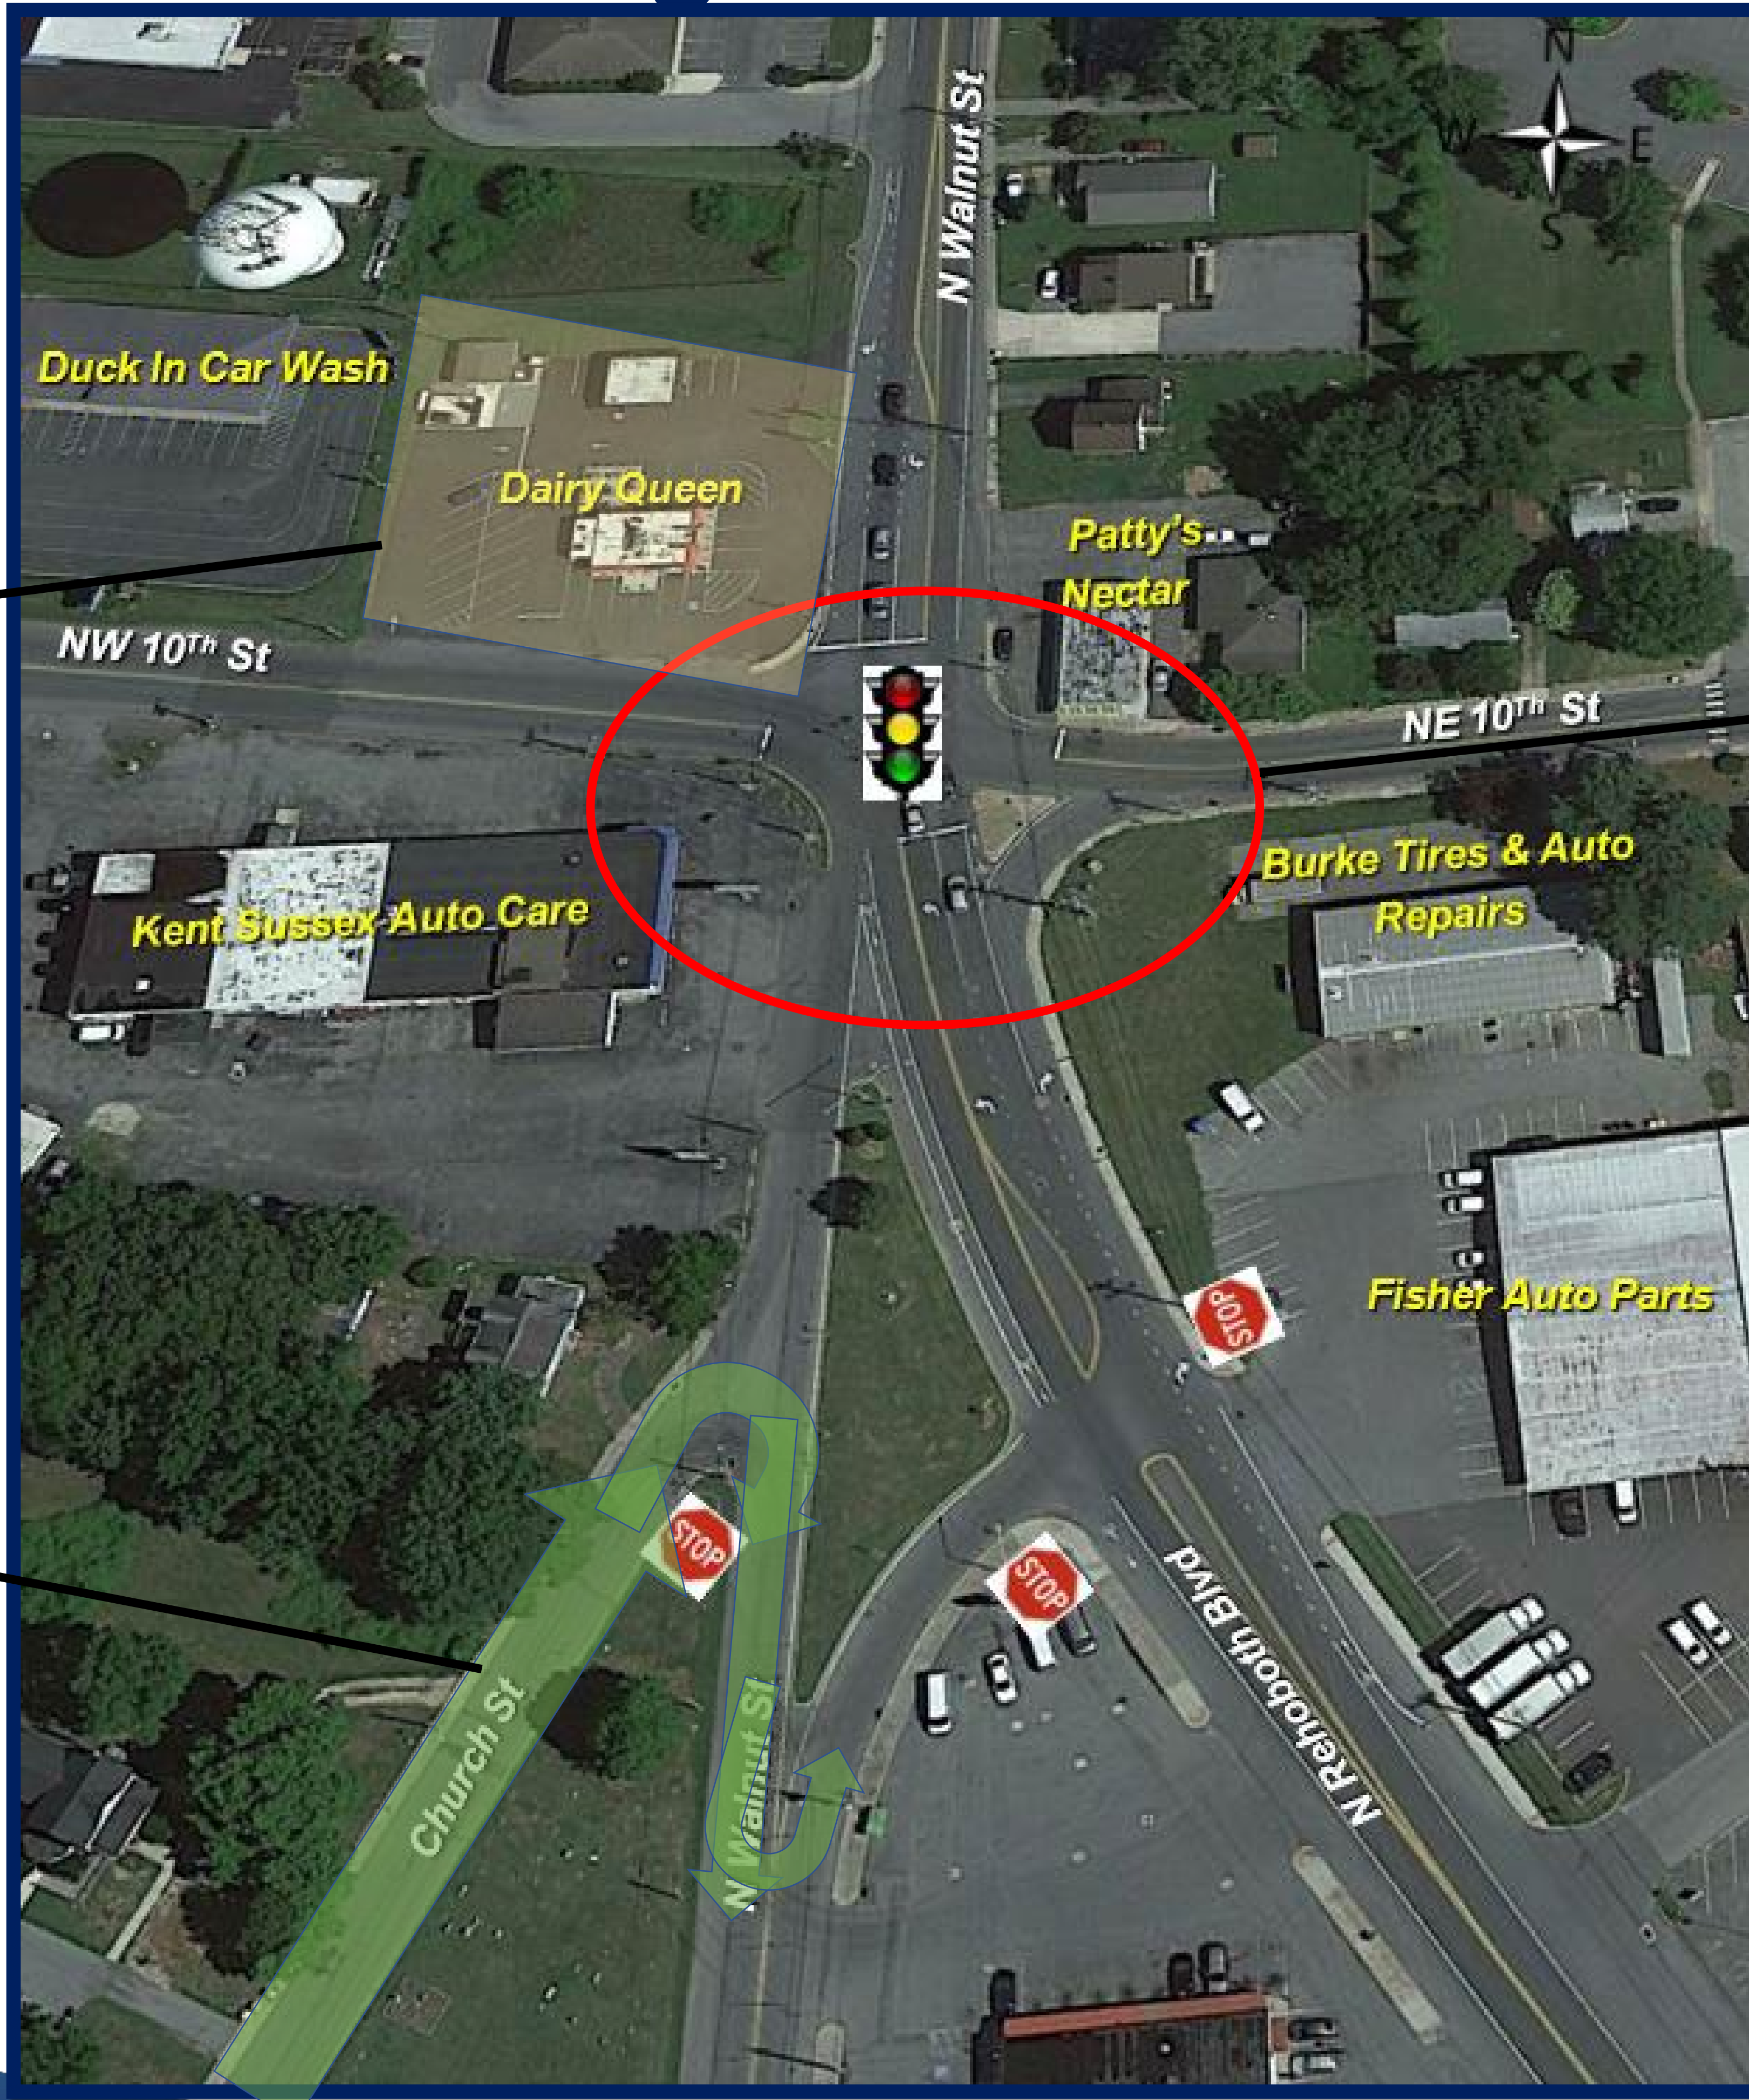 N
N Walnut St
W
E
S
Duck In Car Wash
Dairy Queen
Patty's
Nectar
NW 10Th St
NE 10Th St
Burke Tires & Auto
Repairs
Kent Sussex Auto Care
Fisher Auto Parts
STOP
STOP
STOP
Church St
N Walnut St
N Rehoboth Blvd